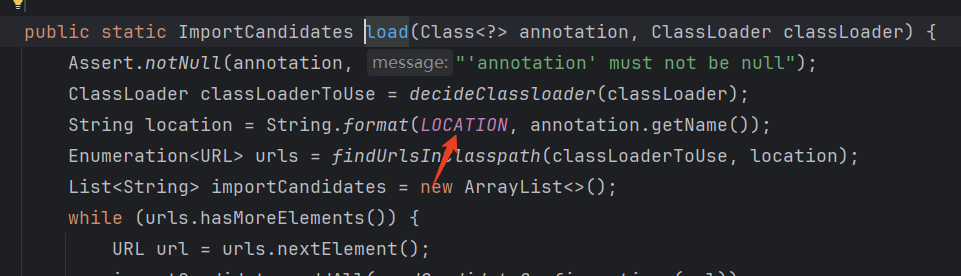 public static ImportCandidates load(Class<?> annotation, ClassLoader classLoader) {
Assert.notNull(annotation, message: "'annotation' must not be null");
ClassLoader classLoaderToUse = decideClassloader(classLoader);
String location = String.format(LOCATION, annotation.getName());
Enumeration<URL> urls = findUrlsInClasspath(classLoaderToUse, location);
List<String> importCandidates = new ArrayList<>();
while (urls.hasMoreElements()) {
URL url = urls.nextElement();